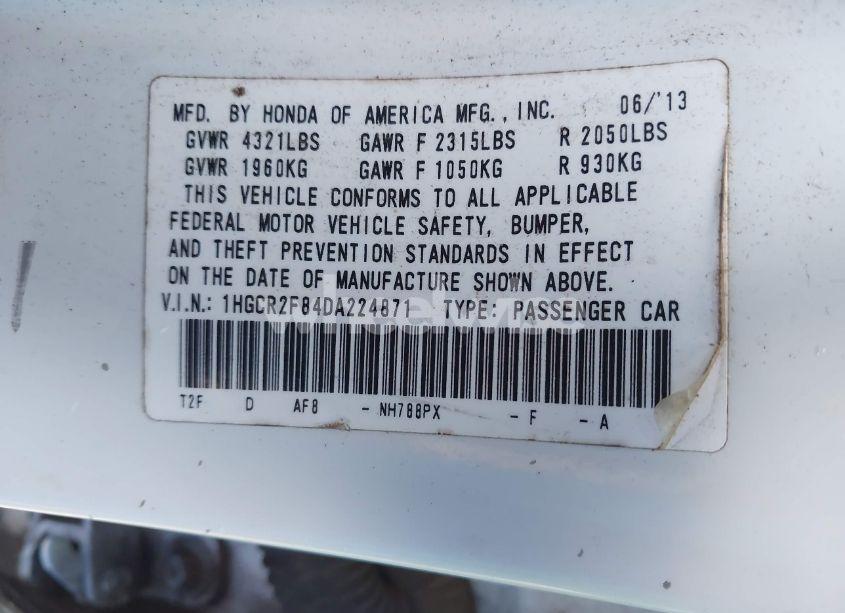 MFD. BY HONDA OF AMERICA MFG., INC. 06/'13
GVWR 4321LBS GAWR F 2315LBS R 2050LBS
GVWR 1960KG GAWR F 1050KG R 930KG
THIS VEHICLE CONFORMS TO ALL APPLICABLE
FEDERAL MOTOR VEHICLE SAFETY, BUMPER,
AND THEFT PREVENTION STANDARDS IN EFFECT
ON THE DATE OF MANUFACTURE SHOWN ABOVE.
V.I.N.: 1HGCR2F84DA224871 TYPE: PASSENGER CAR
T2F D AF8 - NH788PX - F - A